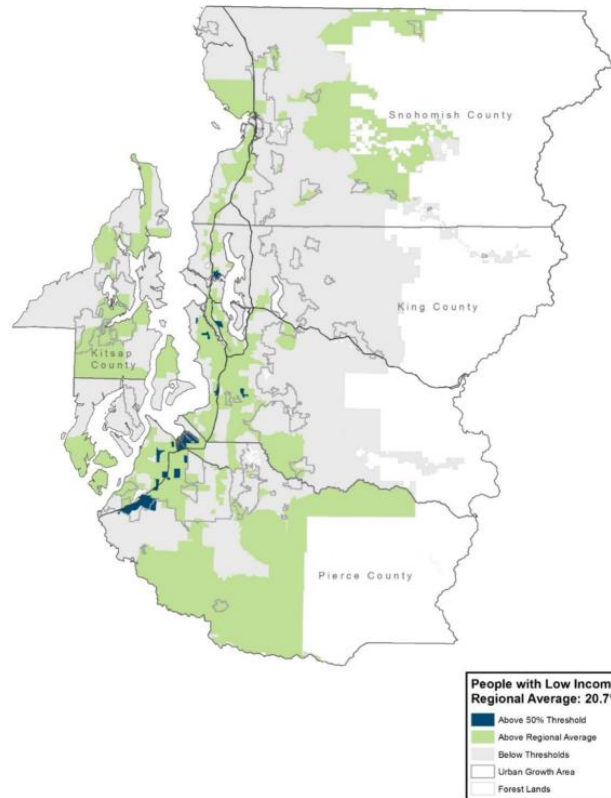 Snohomish County
King County
Kitsap
County
Pierce County
People with Low Incom
Regional Average: 20.7
Above 50% Threshold
Above Regional Average
Below Thresholds
Urban Growth Area
Forest Lands